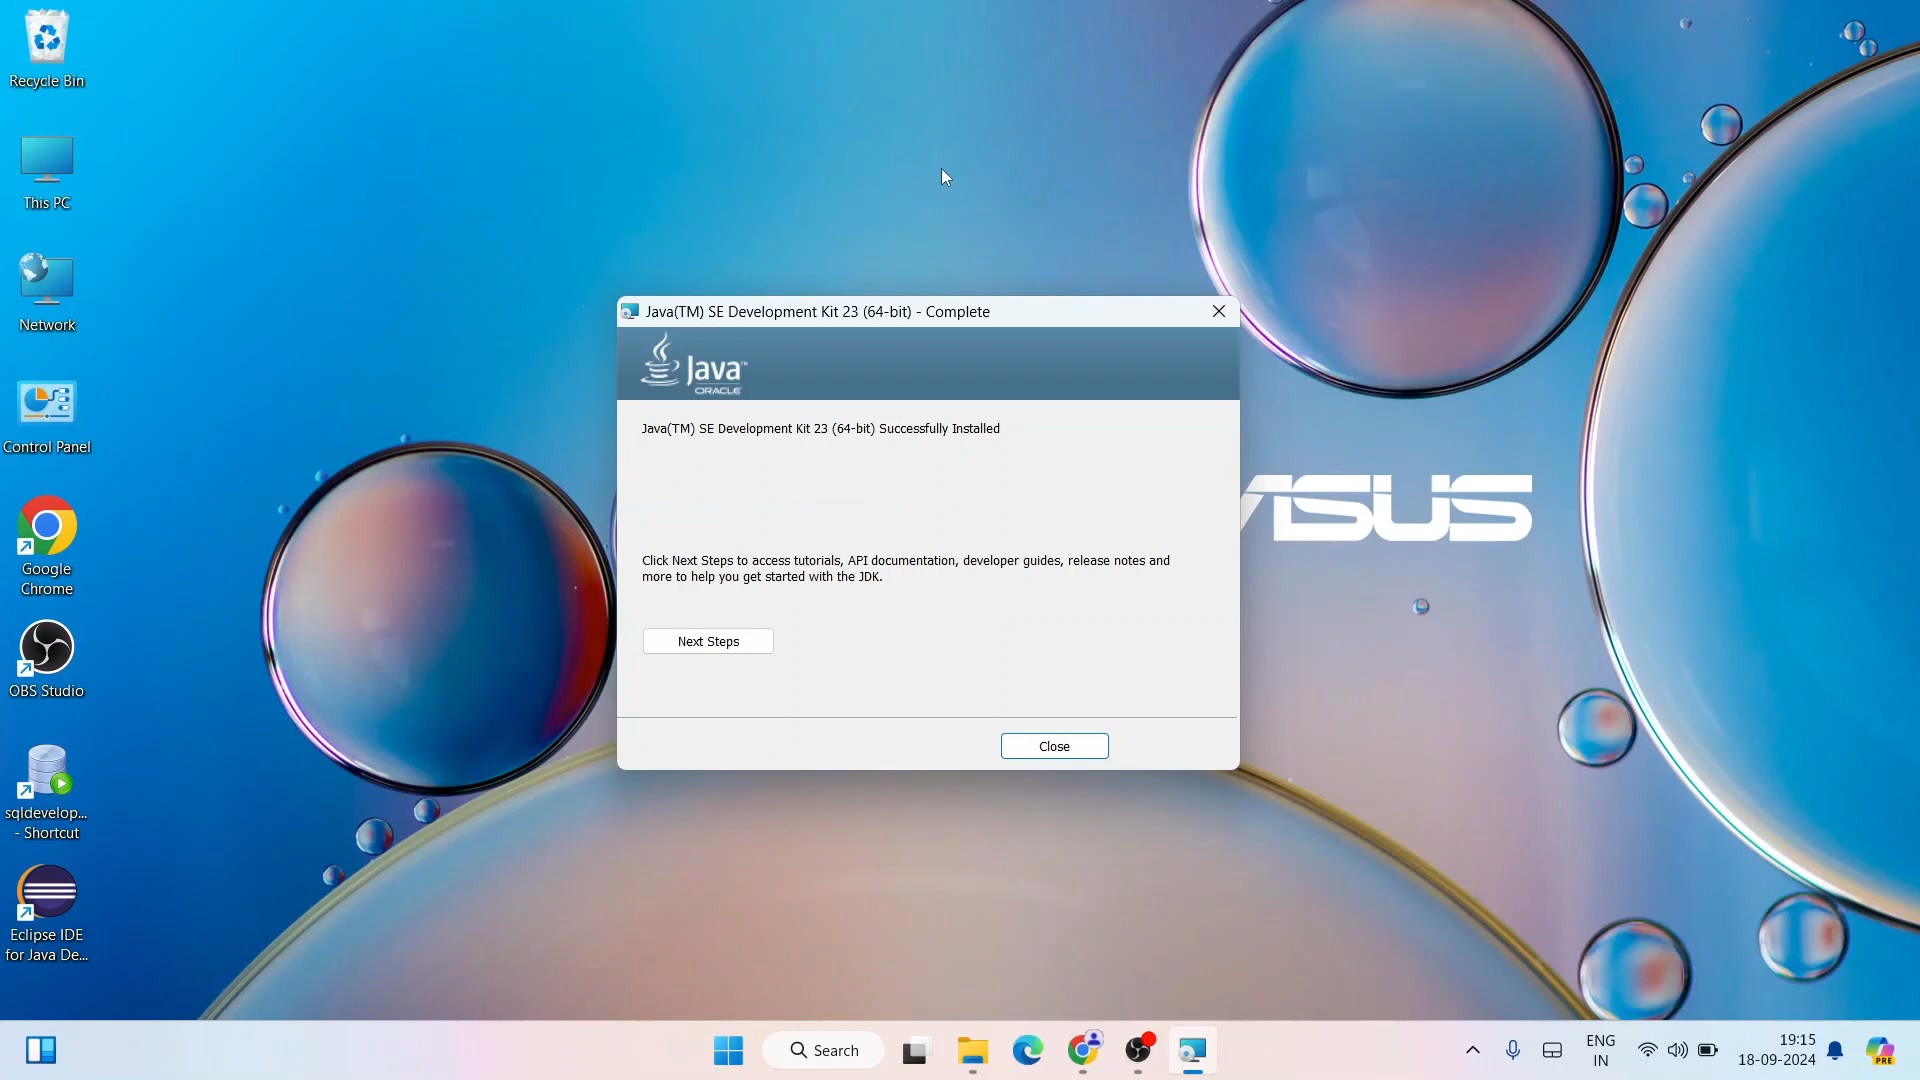 Recycle Bin
This PC
Network
Control Panel
Google
Chrome
OBS Studio
sqldevelop...
- Shortcut
Eclipse IDE
for Java De...
Java(TM) SE Development Kit 23 (64-bit) - Complete
Java™
ORACLE
Java(TM) SE Development Kit 23 (64-bit) Successfully Installed
Click Next Steps to access tutorials, API documentation, developer guides, release notes and
more to help you get started with the JDK.
Next Steps
Close
ASUS
Search
ENG
IN
19:15
18-09-2024
PRE